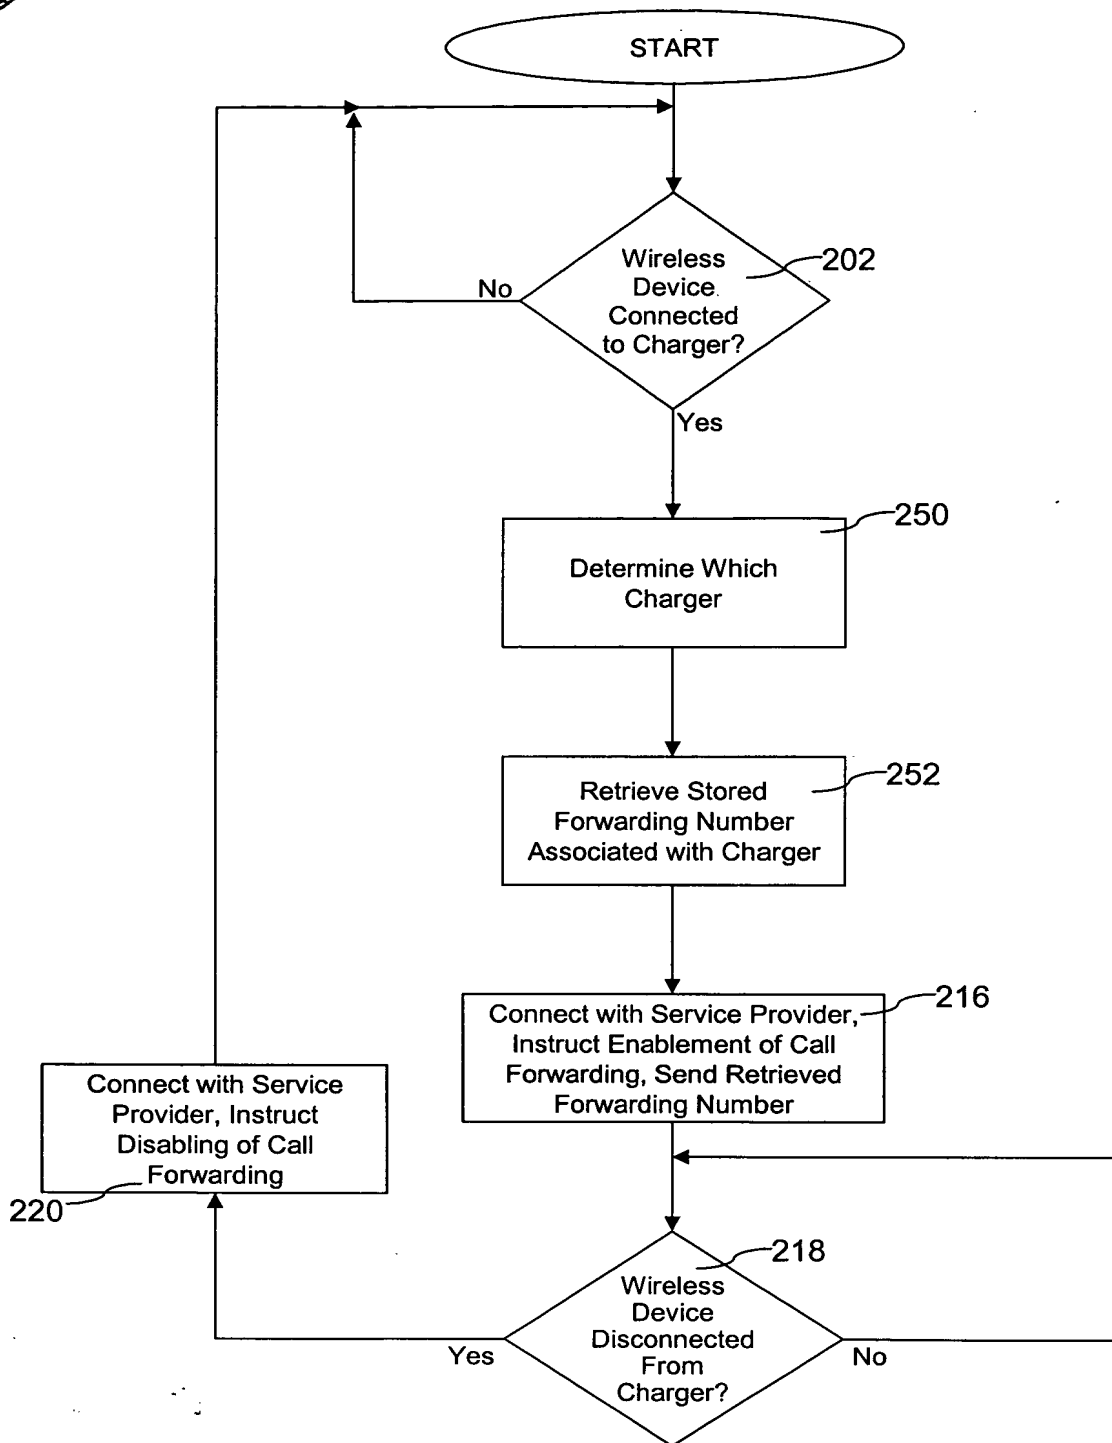 START
Wireless
Device
Connected
to Charger?
202
No
Yes
250
Determine Which
Charger
252
Retrieve Stored
Forwarding Number
Associated with Charger
216
Connect with Service Provider,
Instruct Enablement of Call
Forwarding, Send Retrieved
Forwarding Number
Connect with Service
Provider, Instruct
Disabling of Call
Forwarding
220
218
Wireless
Device
Disconnected
From
Charger?
Yes
No